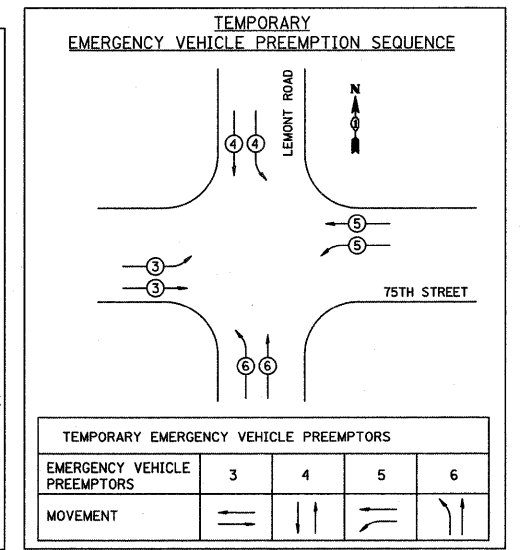 TEMPORARY
EMERGENCY VEHICLE PREEMPTION SEQUENCE
LEMONT ROAD
N
1
4 4
5
5
3
3
75TH STREET
6 6
TEMPORARY EMERGENCY VEHICLE PREEMPTORS
EMERGENCY VEHICLE PREEMPTORS 3 4 5 6
MOVEMENT